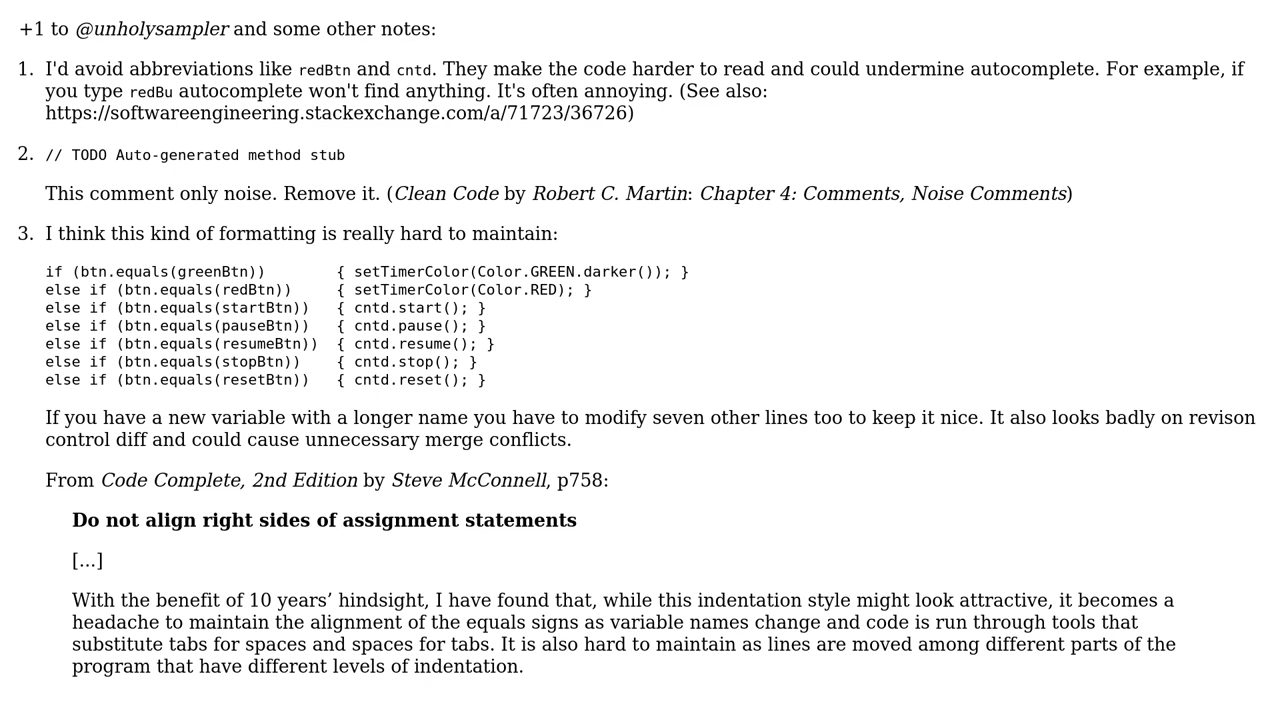 +1 to @unholysampler and some other notes:
1. I'd avoid abbreviations like redBtn and cntd. They make the code harder to read and could undermine autocomplete. For example, if
you type redBu autocomplete won't find anything. It's often annoying. (See also:
https://softwareengineering.stackexchange.com/a/71723/36726)
2. // TODO Auto-generated method stub
This comment only noise. Remove it. (Clean Code by Robert C. Martin: Chapter 4: Comments, Noise Comments)
3. I think this kind of formatting is really hard to maintain:
if (btn.equals(greenBtn))        { setTimerColor(Color.GREEN.darker()); }
else if (btn.equals(redBtn))     { setTimerColor(Color.RED); }
else if (btn.equals(startBtn))   { cntd.start(); }
else if (btn.equals(pauseBtn))   { cntd.pause(); }
else if (btn.equals(resumeBtn))  { cntd.resume(); }
else if (btn.equals(stopBtn))    { cntd.stop(); }
else if (btn.equals(resetBtn))   { cntd.reset(); }
If you have a new variable with a longer name you have to modify seven other lines too to keep it nice. It also looks badly on revison
control diff and could cause unnecessary merge conflicts.
From Code Complete, 2nd Edition by Steve McConnell, p758:
Do not align right sides of assignment statements
[...]
With the benefit of 10 years’ hindsight, I have found that, while this indentation style might look attractive, it becomes a
headache to maintain the alignment of the equals signs as variable names change and code is run through tools that
substitute tabs for spaces and spaces for tabs. It is also hard to maintain as lines are moved among different parts of the
program that have different levels of indentation.